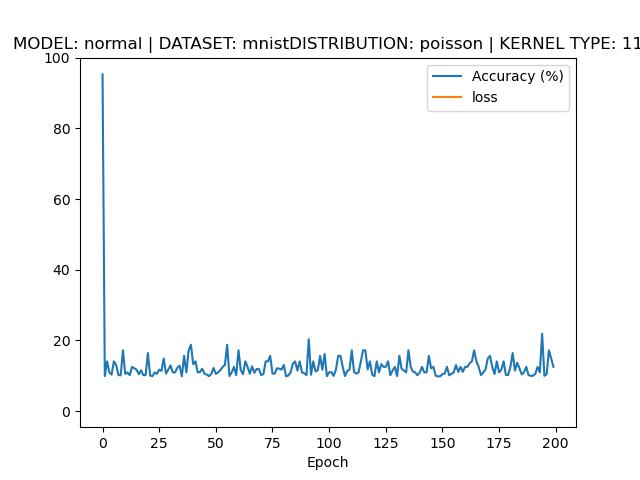 MODEL: normal | DATASET: mnistDISTRIBUTION: poisson | KERNEL TYPE: 11
100
80
60
40
20
0
Accuracy (%)
loss
0 25 50 75 100 125 150 175 200
Epoch